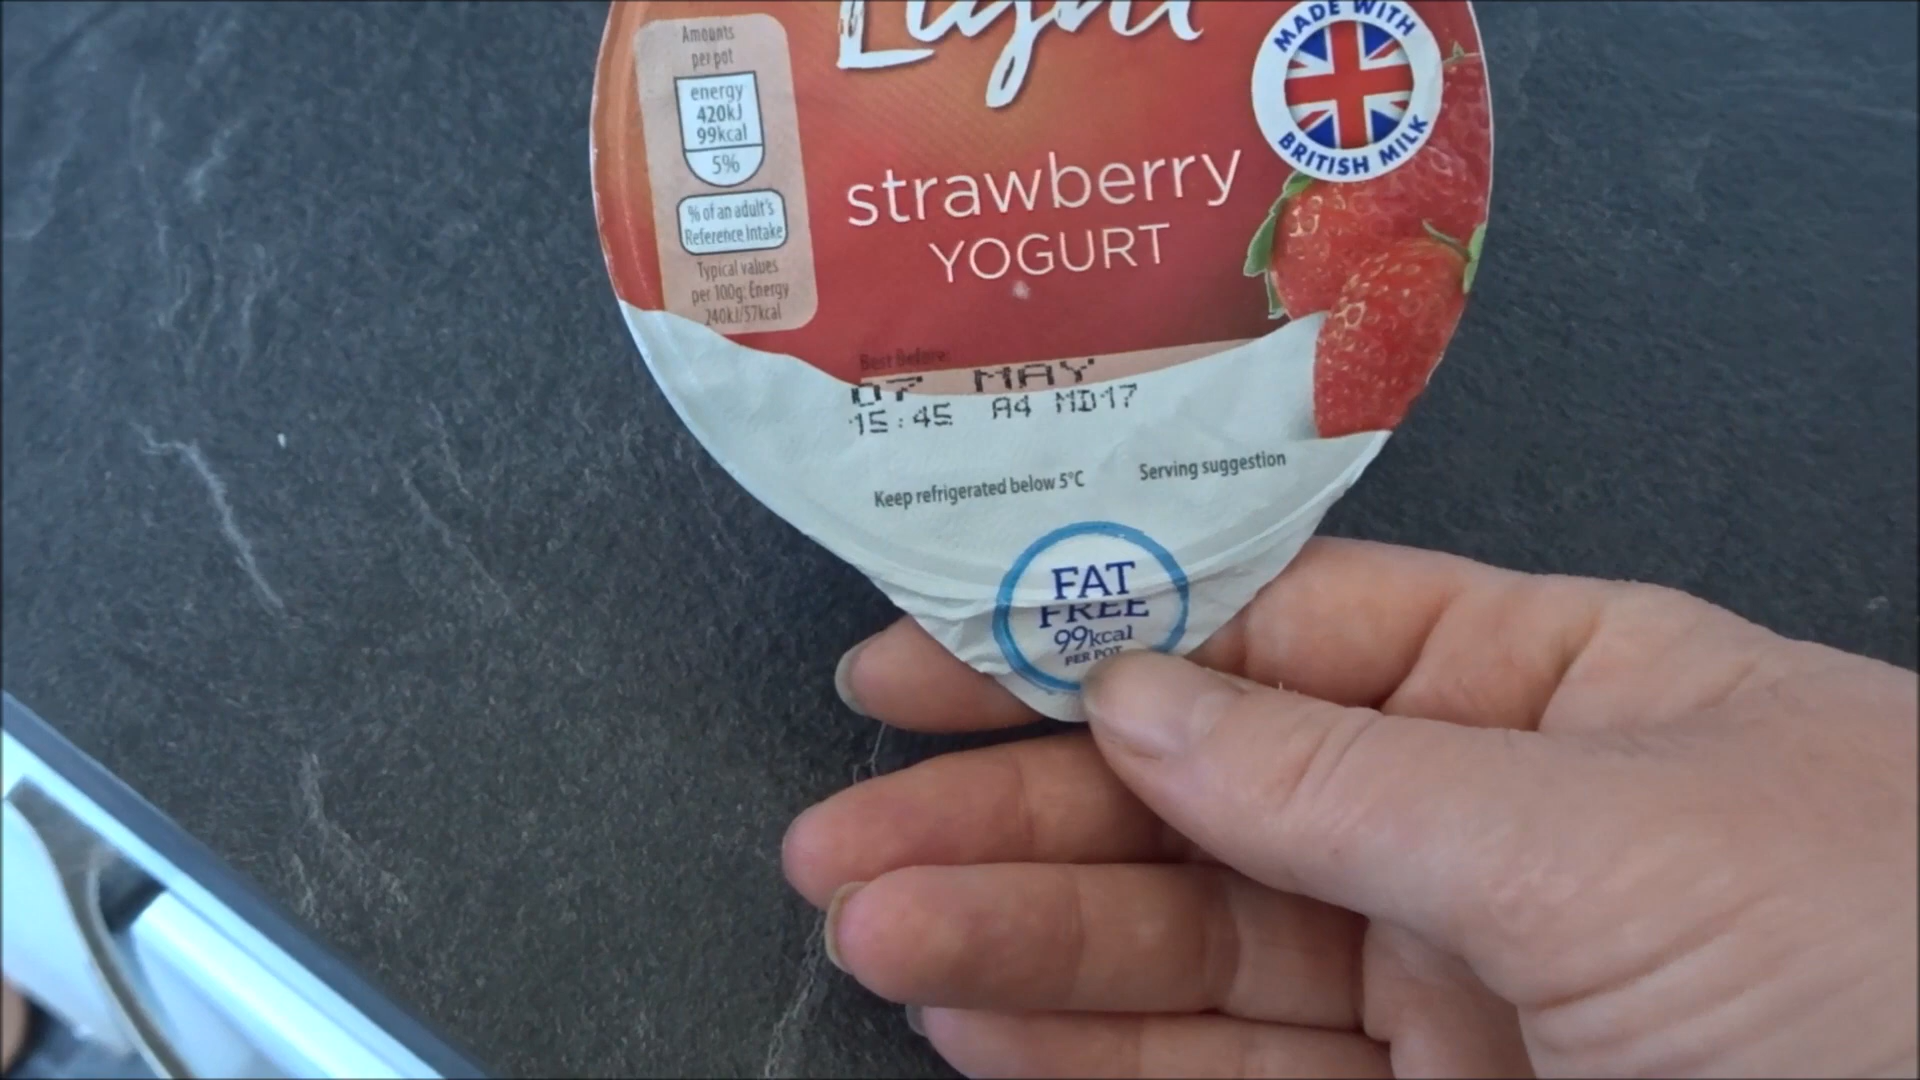 Light
Amounts
per pot
energy
420kJ
99kcal
5%
% of an adult's
Reference Intake
Typical values
per 100g: Energy
240kJ/57kcal
MADE WITH
BRITISH MILK
strawberry
YOGURT
Best Before:
07 MAY
15:45 A4 MD17
Keep refrigerated below 5°C
Serving suggestion
FAT
FREE
99kcal
PER POT